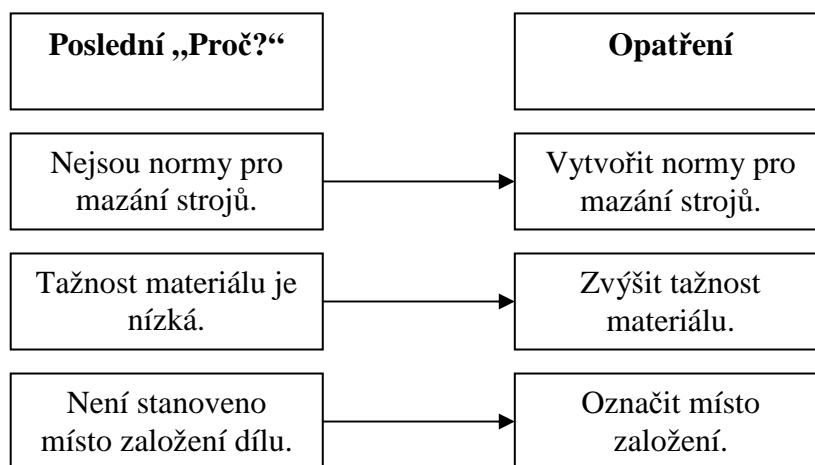 Poslední „Proč?“
Opatření
Nejsou normy pro
mazání strojů.
Vytvořit normy pro
mazání strojů.
Tažnost materiálu je
nízká.
Zvýšit tažnost
materiálu.
Není stanoveno
místo založení dílu.
Označit místo
založení.